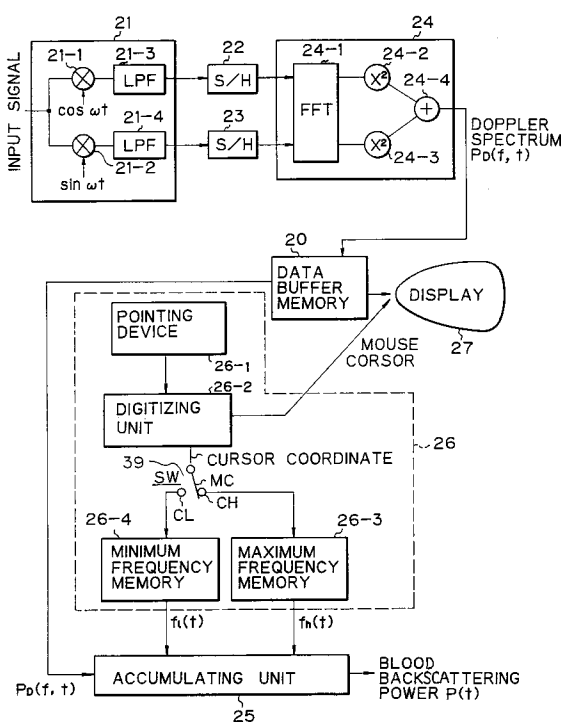 21
21-1
21-3
LPF
22
S/H
24
24-1
24-2
X²
24-4
INPUT SIGNAL
cos ωt
21-4
LPF
23
S/H
FFT
+
X²
21-2
24-3
sin ωt
DOPPLER
SPECTRUM
PD(f, t)
20
DATA
BUFFER
MEMORY
DISPLAY
27
POINTING
DEVICE
26-1
MOUSE
CORSOR
26-2
DIGITIZING
UNIT
26
CURSOR COORDINATE
39
SW
MC
CH
CL
26-4
26-3
MINIMUM
FREQUENCY
MEMORY
MAXIMUM
FREQUENCY
MEMORY
fl(t)
fh(t)
PD(f, t)
ACCUMULATING UNIT
25
BLOOD
BACKSCATTERING
POWER P(t)